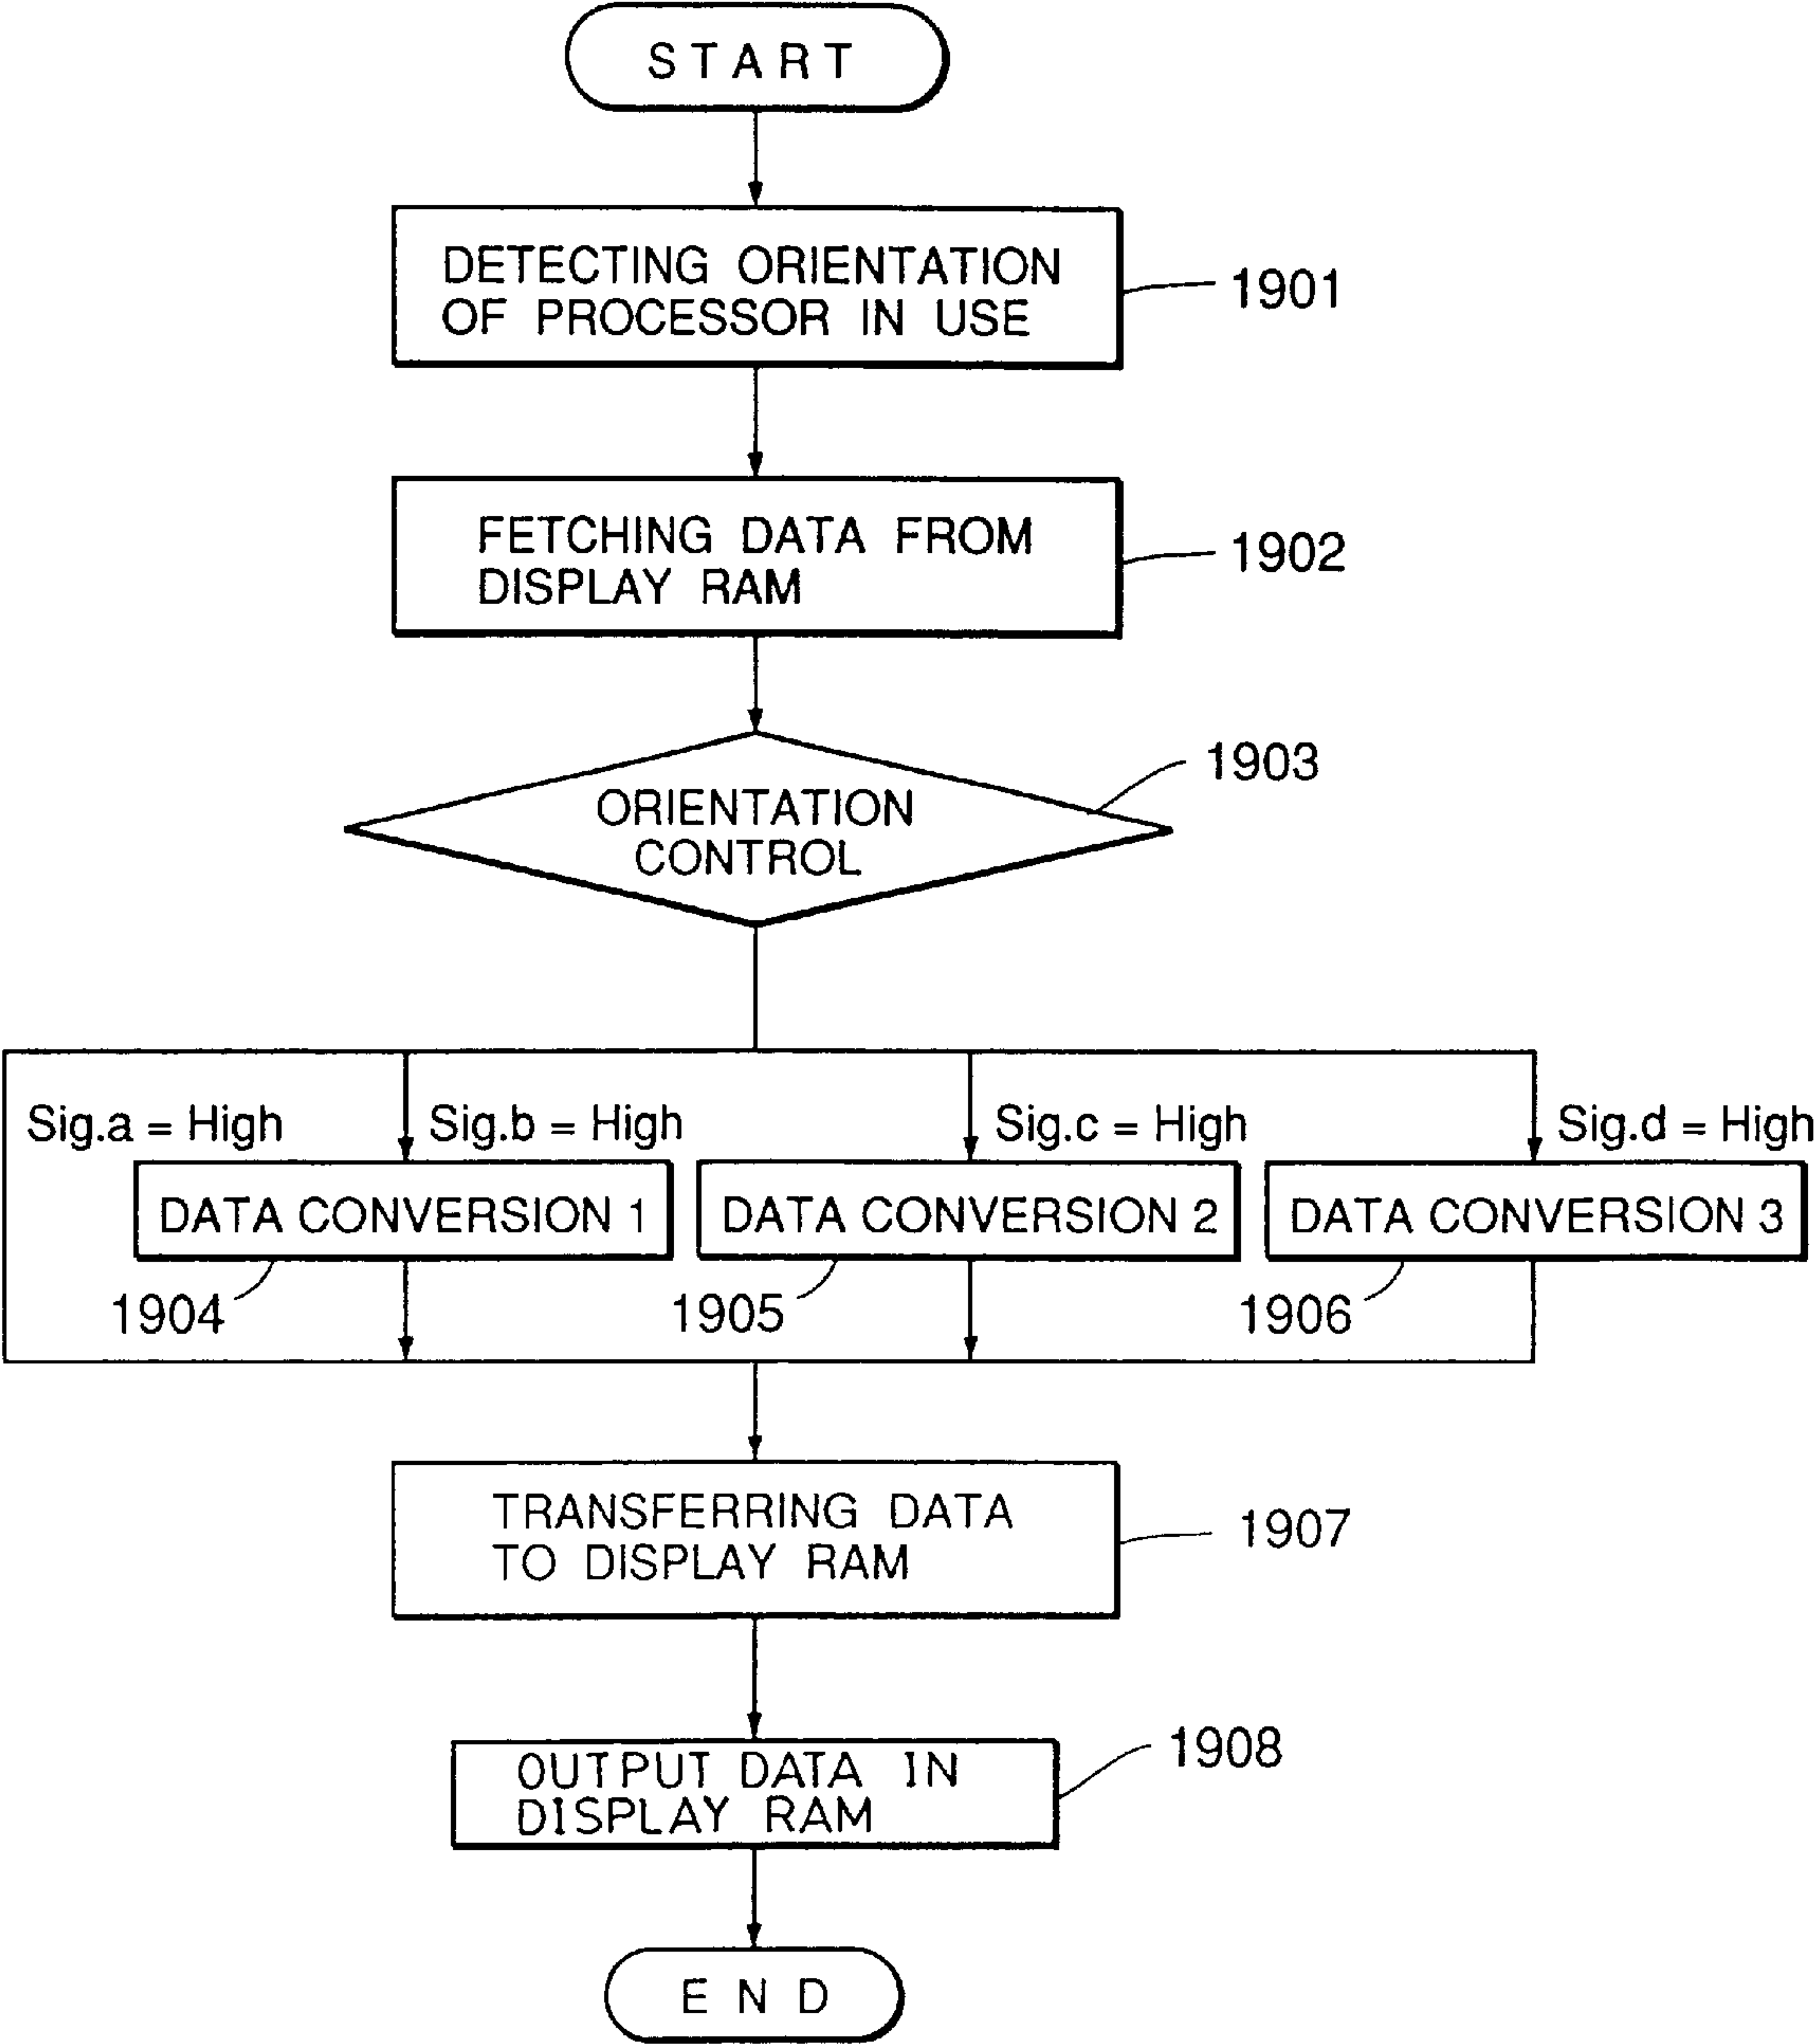 START
DETECTING ORIENTATION
OF PROCESSOR IN USE
1901
FETCHING DATA FROM
DISPLAY RAM
1902
1903
ORIENTATION
CONTROL
Sig.a = High
Sig.b = High
Sig.c = High
Sig.d = High
DATA CONVERSION 1
DATA CONVERSION 2
DATA CONVERSION 3
1904
1905
1906
TRANSFERRING DATA
TO DISPLAY RAM
1907
1908
OUTPUT DATA IN
DISPLAY RAM
END